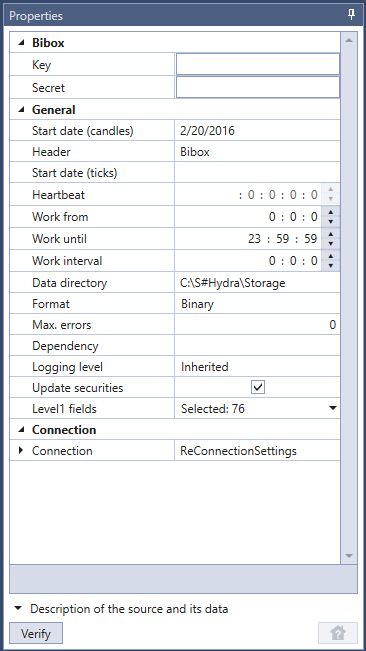 Properties
Bibox
Key
Secret
General
Start date (candles) 2/20/2016
Header Bibox
Start date (ticks)
Heartbeat : 0 : 0 : 0 : 0
Work from 0 : 0 : 0
Work until 23 : 59 : 59
Work interval 0 : 0 : 0
Data directory C:\S#Hydra\Storage
Format Binary
Max. errors 0
Dependency
Logging level Inherited
Update securities
Level1 fields Selected: 76
Connection
Connection ReConnectionSettings
Description of the source and its data
Verify